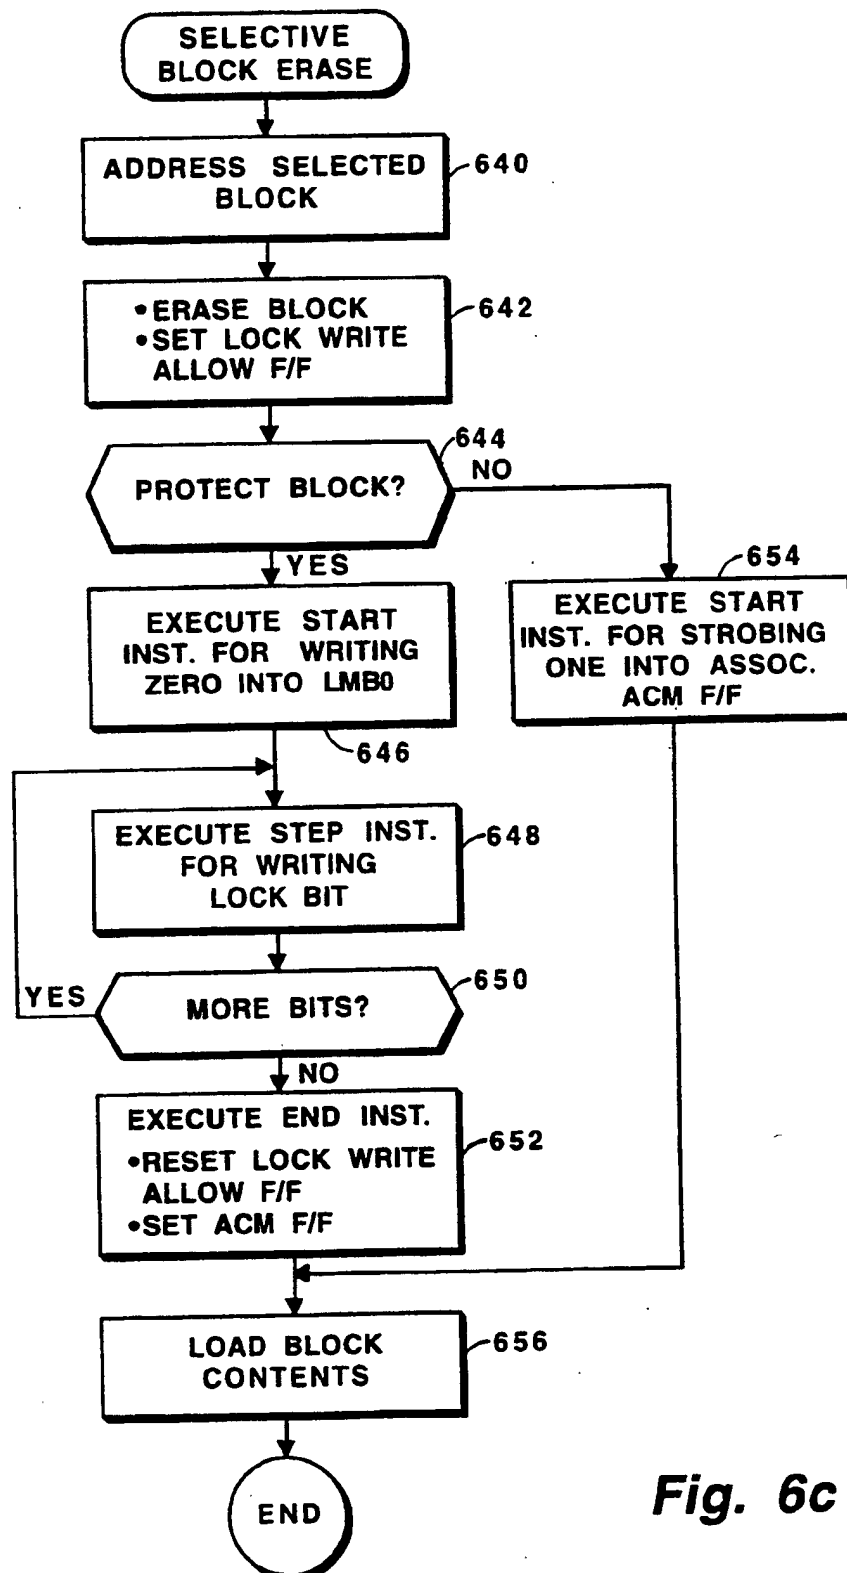 SELECTIVE
BLOCK ERASE
ADDRESS SELECTED
BLOCK
640
•ERASE BLOCK
•SET LOCK WRITE
ALLOW F/F
642
PROTECT BLOCK?
644
NO
YES
EXECUTE START
INST. FOR WRITING
ZERO INTO LMB0
646
654
EXECUTE START
INST. FOR STROBING
ONE INTO ASSOC.
ACM F/F
EXECUTE STEP INST.
FOR WRITING
LOCK BIT
648
MORE BITS?
650
YES
NO
EXECUTE END INST.
•RESET LOCK WRITE
ALLOW F/F
•SET ACM F/F
652
LOAD BLOCK
CONTENTS
656
END
Fig. 6c